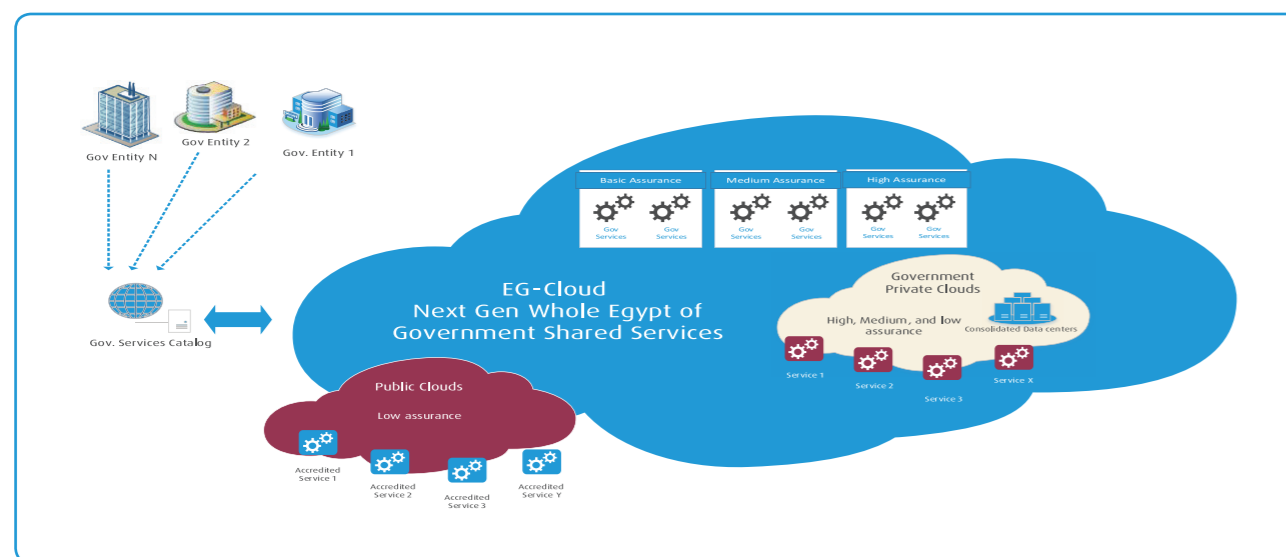 Gov Entity N
Gov Entity 2
Gov. Entity 1
Gov. Services Catalog
Basic Assurance
Medium Assurance
High Assurance
Gov
Services
Gov
Services
Gov
Services
Gov
Services
Gov
Services
Gov
Services
EG-Cloud
Next Gen Whole Egypt of
Government Shared Services
Government
Private Clouds
High, Medium, and low
assurance
Consolidated Data centers
Service 1
Service 2
Service 3
Service X
Public Clouds
Low assurance
Accredited
Service 1
Accredited
Service 2
Accredited
Service 3
Accredited
Service Y